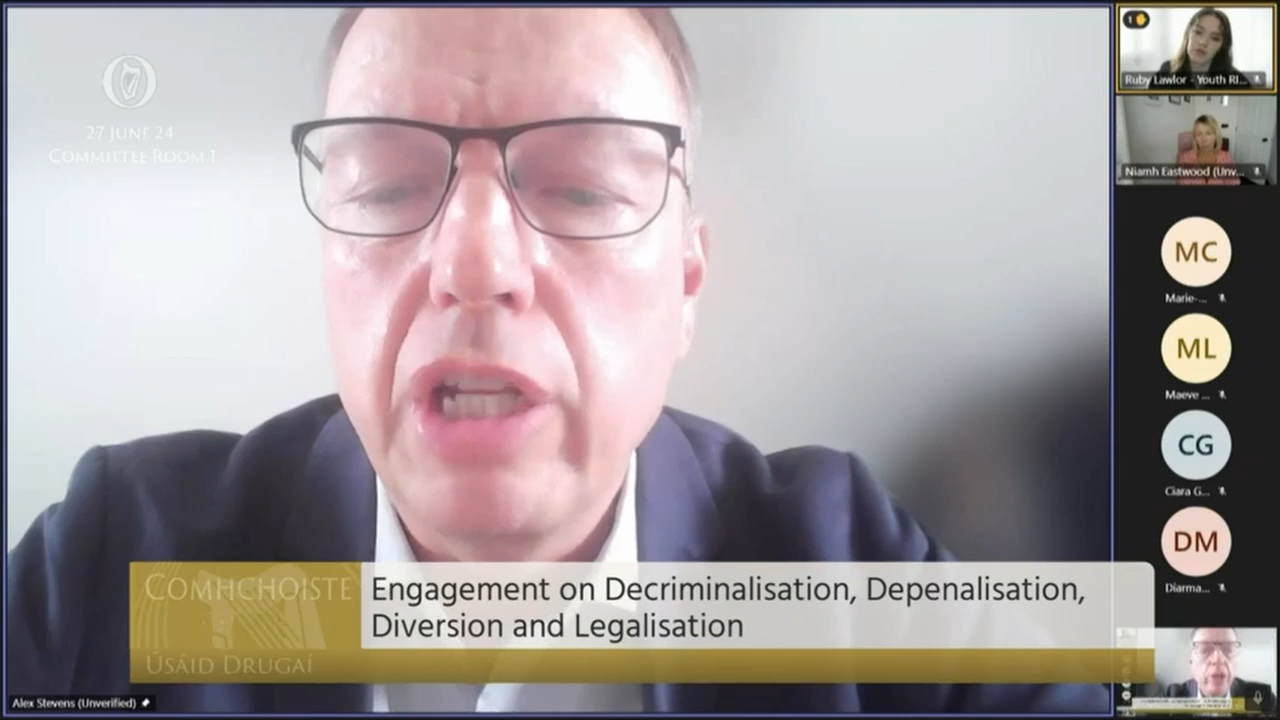 27 June 24
Committee Room 1
Ruby Lawlor - Youth RI...
Niamh Eastwood (Unv...
MC
Marie-...
ML
Maeve ...
CG
Ciara G...
DM
Diarma...
Comhchoiste
Engagement on Decriminalisation, Depenalisation,
Diversion and Legalisation
Úsáid Drugaí
Alex Stevens (Unverified)